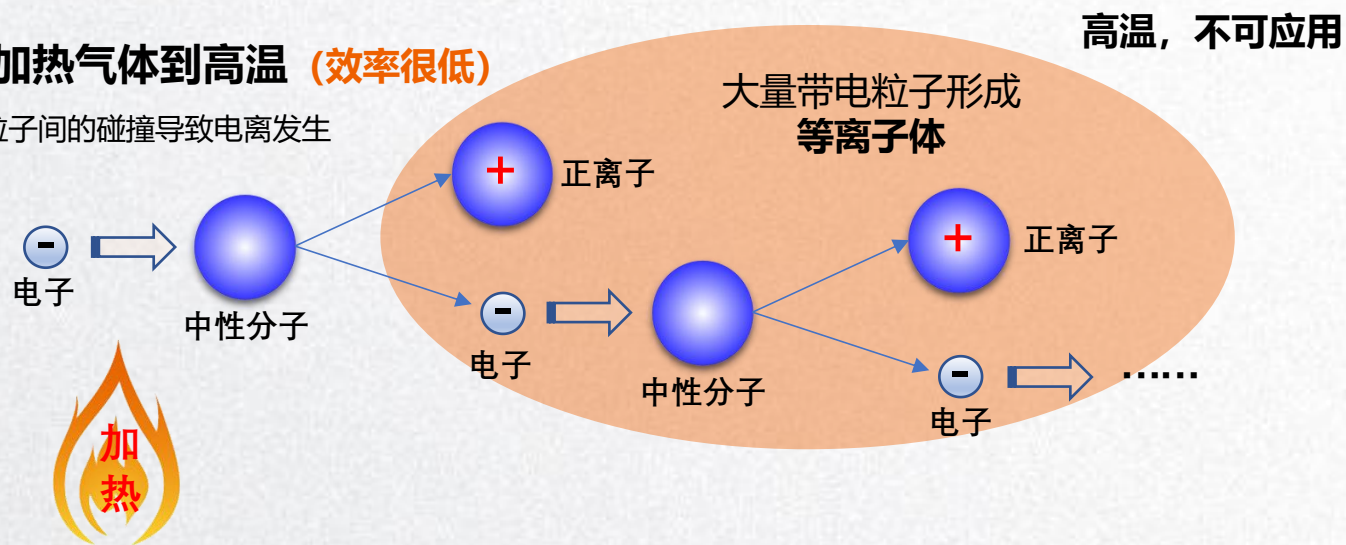 高温，不可应用
加热气体到高温（效率很低）
粒子间的碰撞导致电离发生
大量带电粒子形成
等离子体
+
正离子
+
正离子
-
电子
中性分子
-
电子
中性分子
-
电子
……
加
热